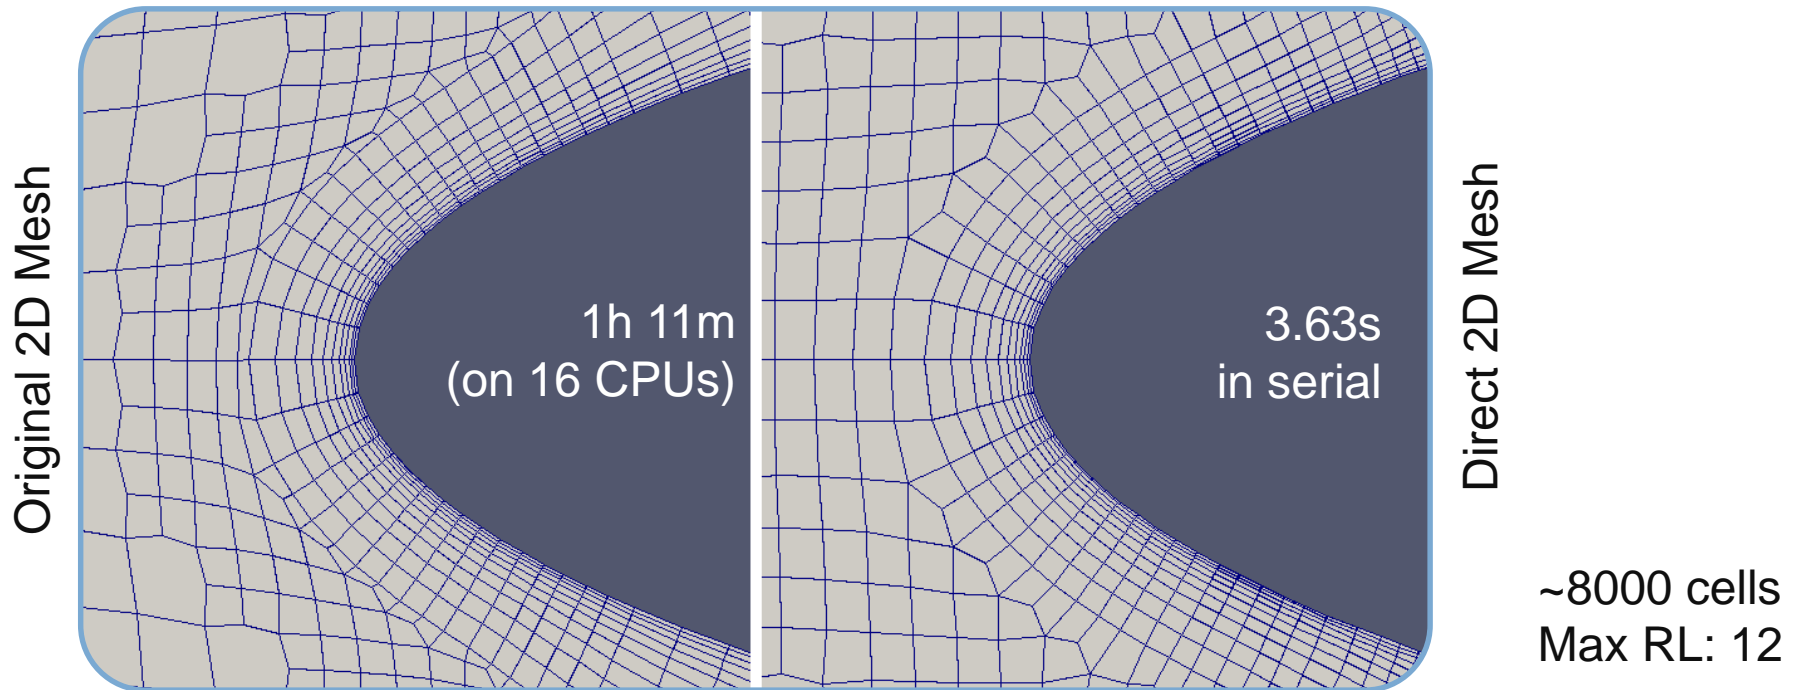 Original 2D Mesh
1h 11m
(on 16 CPUs)
3.63s
in serial
Direct 2D Mesh
~8000 cells
Max RL: 12